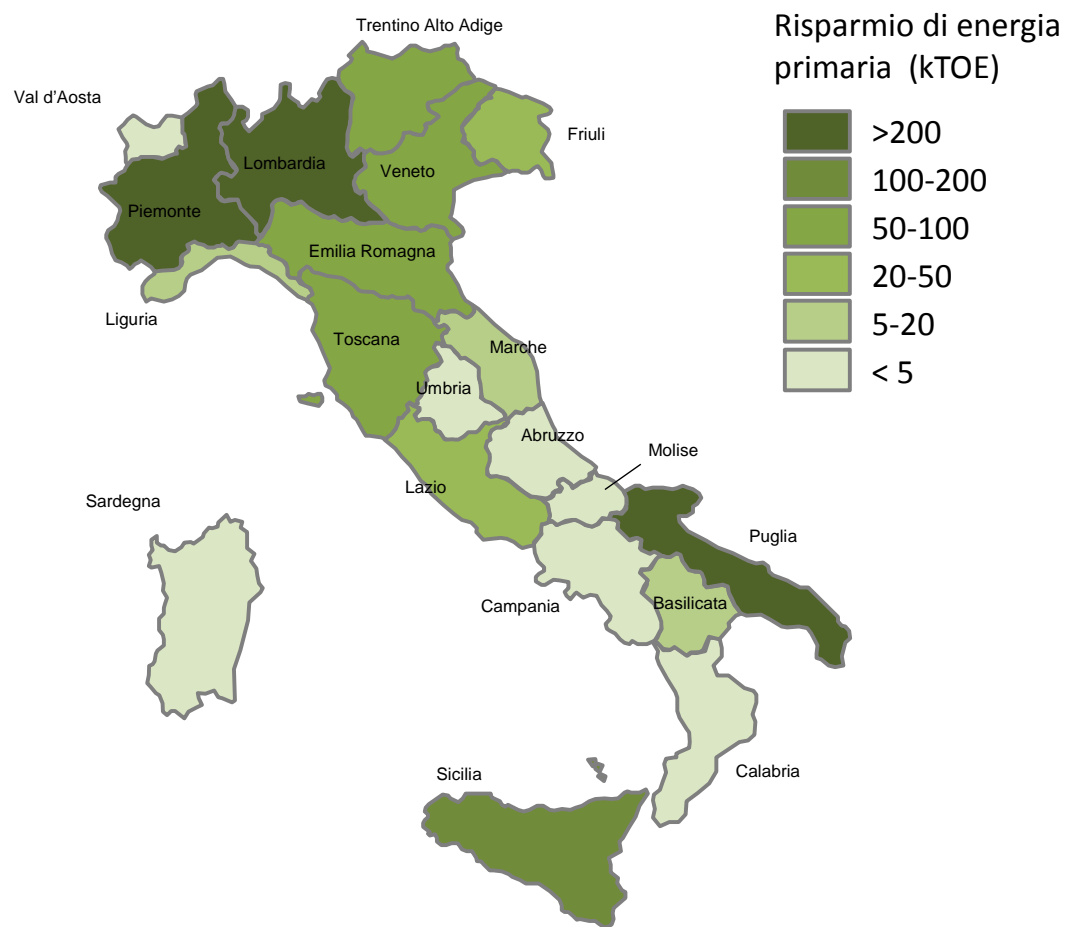 Trentino Alto Adige
Risparmio di energia
primaria (kTOE)
Val d'Aosta
Friuli
>200
Lombardia
Veneto
100-200
Piemonte
50-100
Emilia Romagna
20-50
Liguria
5-20
Toscana
Marche
< 5
Umbria
Abruzzo
Molise
Lazio
Sardegna
Puglia
Campania
Basilicata
Sicilia
Calabria